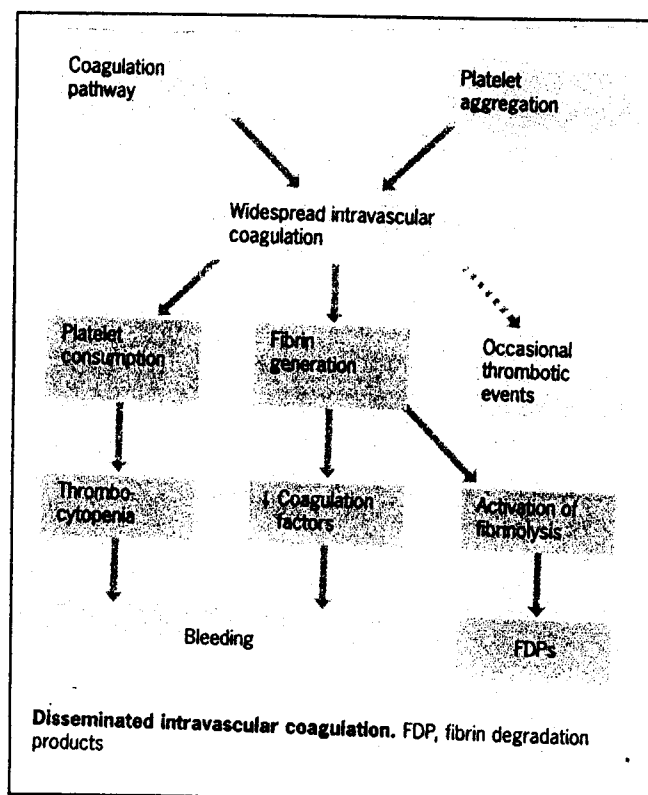 Coagulation
pathway
Platelet
aggregation
Widespread intravascular
coagulation
Platelet
consumption
Fibrin
generation
Occasional
thrombotic
events
Thrombo-
cytopenia
↓ Coagulation
factors
Activation of
fibrinolysis
Bleeding
FDPs
Disseminated intravascular coagulation. FDP, fibrin degradation
products